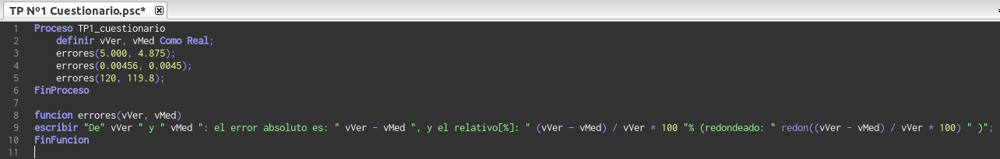 TP Nº1 Cuestionario.psc*
1 Proceso TP1_cuestionario
2 definir vVer, vMed Como Real;
3 errores(5.000, 4.875);
4 errores(0.00456, 0.0045);
5 errores(120, 119.8);
6 FinProceso
7
8 funcion errores(vVer, vMed)
9 escribir "De" vVer " y " vMed ": el error absoluto es: " vVer - vMed ", y el relativo[%]: " (vVer - vMed) / vVer * 100 "% (redondeado: " redon((vVer - vMed) / vVer * 100) " )";
10 FinFuncion
11